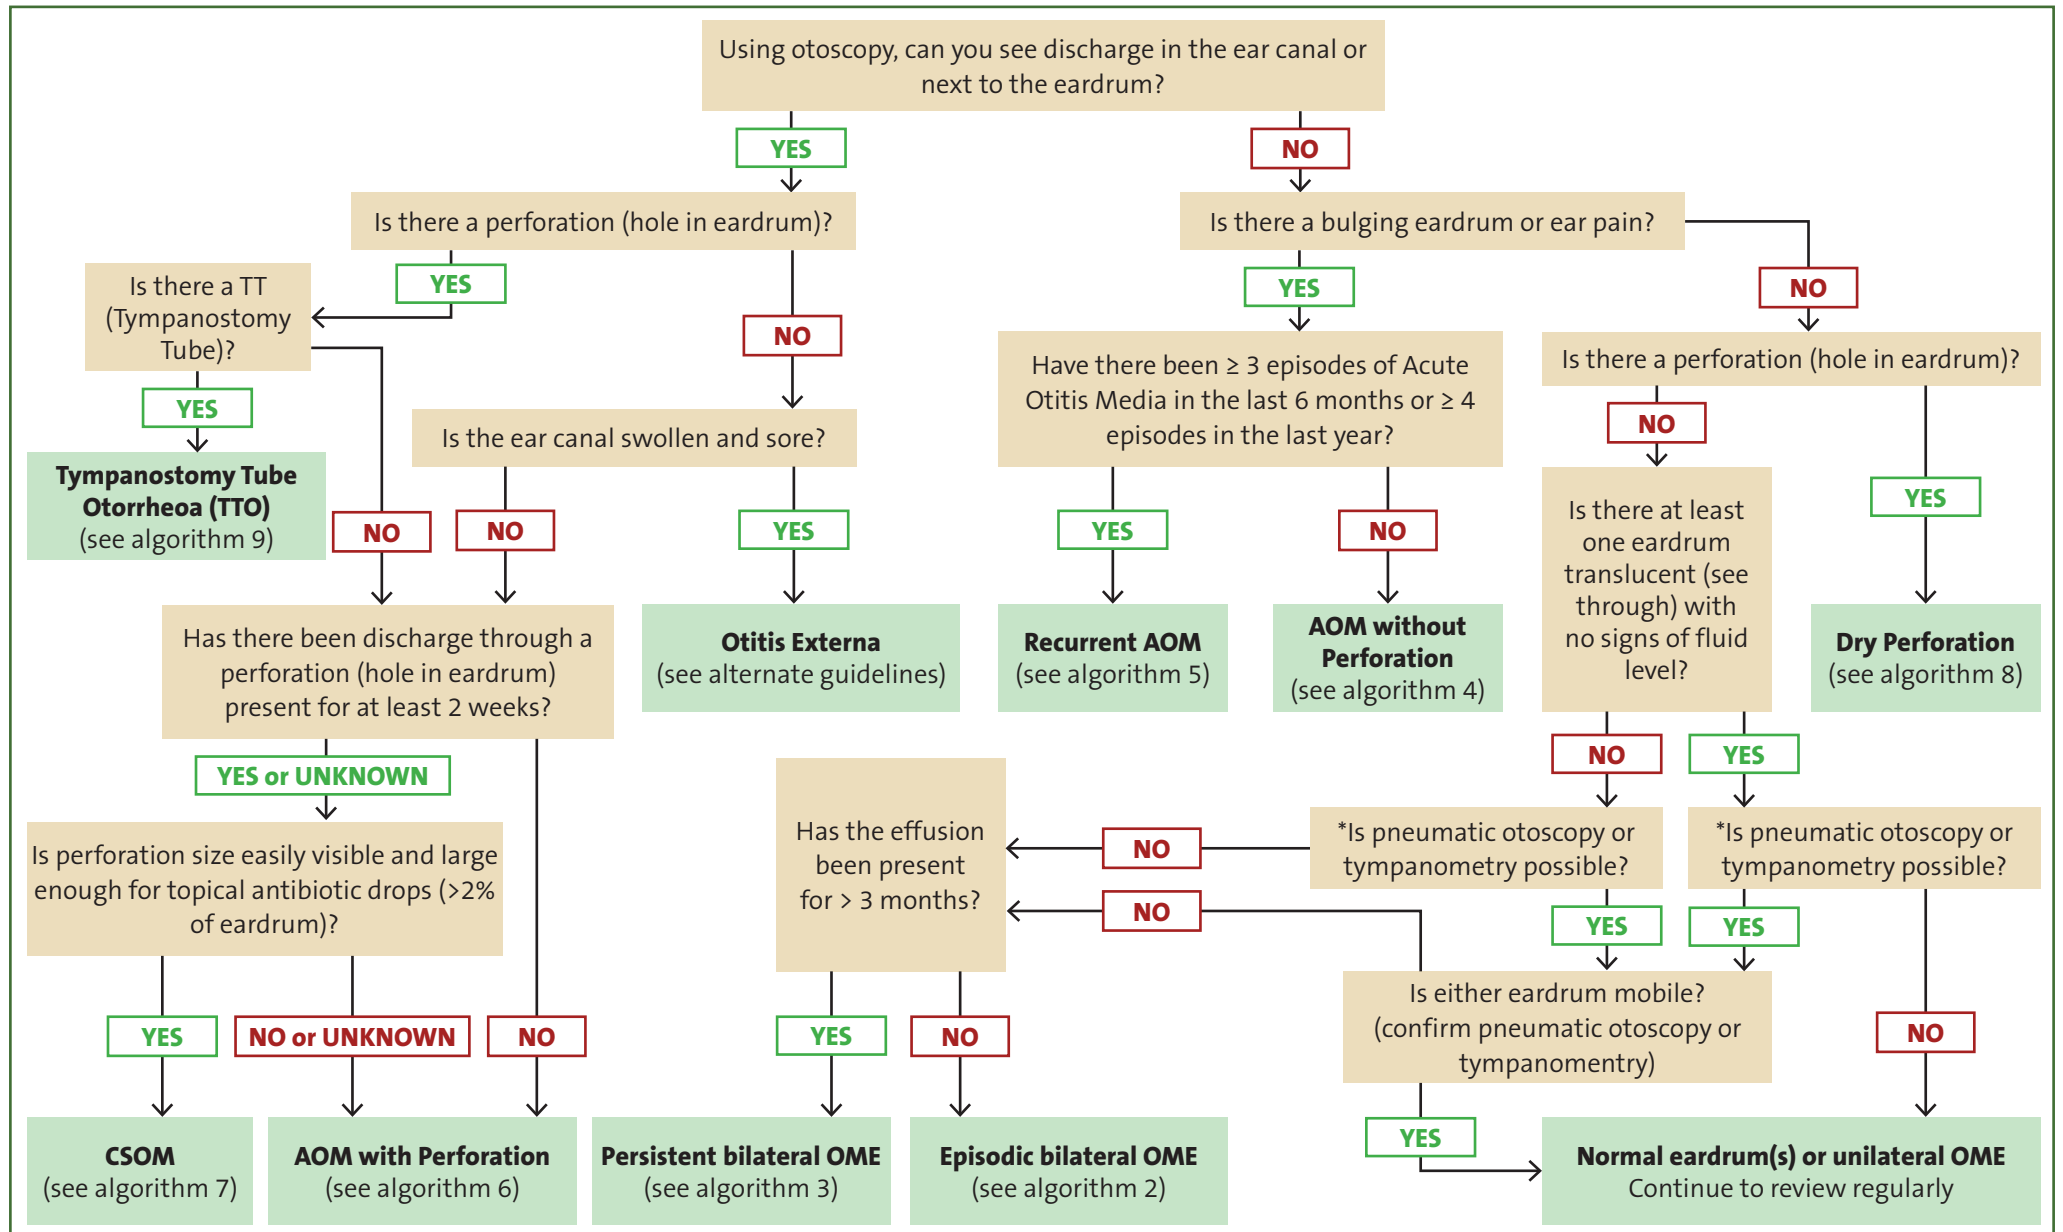 Using otoscopy, can you see discharge in the ear canal or
next to the eardrum?
YES
NO
Is there a perforation (hole in eardrum)?
Is there a bulging eardrum or ear pain?
YES
NO
YES
NO
Is there a TT
(Tympanostomy
Tube)?
YES
NO
Is the ear canal swollen and sore?
Have there been ≥ 3 episodes of Acute
Otitis Media in the last 6 months or ≥ 4
episodes in the last year?
Is there a perforation (hole in eardrum)?
NO
YES
Tympanostomy Tube
Otorrheoa (TTO)
(see algorithm 9)
NO
YES
YES
NO
Is there at least
one eardrum
translucent (see
through) with
no signs of fluid
level?
Has there been discharge through a
perforation (hole in eardrum)
present for at least 2 weeks?
Otitis Externa
(see alternate guidelines)
Recurrent AOM
(see algorithm 5)
AOM without
Perforation
(see algorithm 4)
Dry Perforation
(see algorithm 8)
YES or UNKNOWN
NO
NO
YES
Is perforation size easily visible and large
enough for topical antibiotic drops (>2%
of eardrum)?
Has the effusion
been present
for > 3 months?
NO
NO
*Is pneumatic otoscopy or
tympanometry possible?
*Is pneumatic otoscopy or
tympanometry possible?
YES
YES
NO
Is either eardrum mobile?
(confirm pneumatic otoscopy or
tympanomentry)
YES
NO or UNKNOWN
YES
NO
YES
CSOM
(see algorithm 7)
AOM with Perforation
(see algorithm 6)
Persistent bilateral OME
(see algorithm 3)
Episodic bilateral OME
(see algorithm 2)
Normal eardrum(s) or unilateral OME
Continue to review regularly